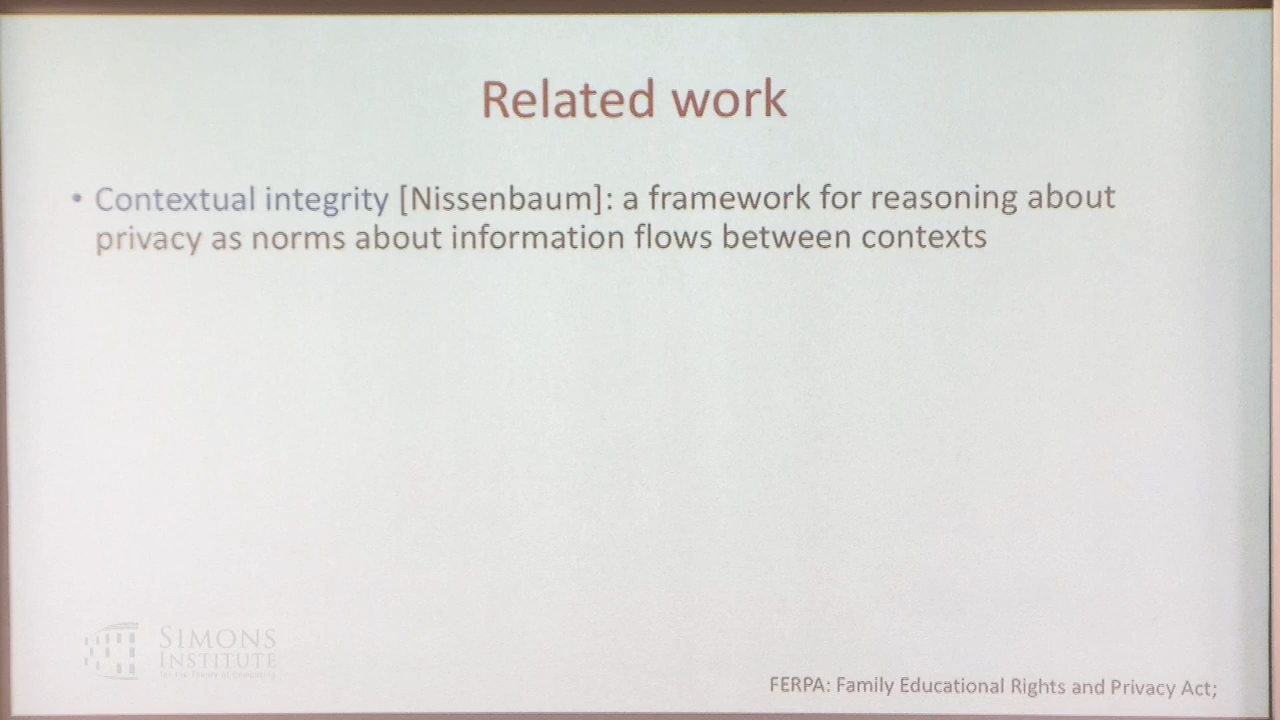 Related work
• Contextual integrity [Nissenbaum]: a framework for reasoning about
privacy as norms about information flows between contexts
SIMONS
INSTITUTE
for the Theory of Computing
FERPA: Family Educational Rights and Privacy Act;